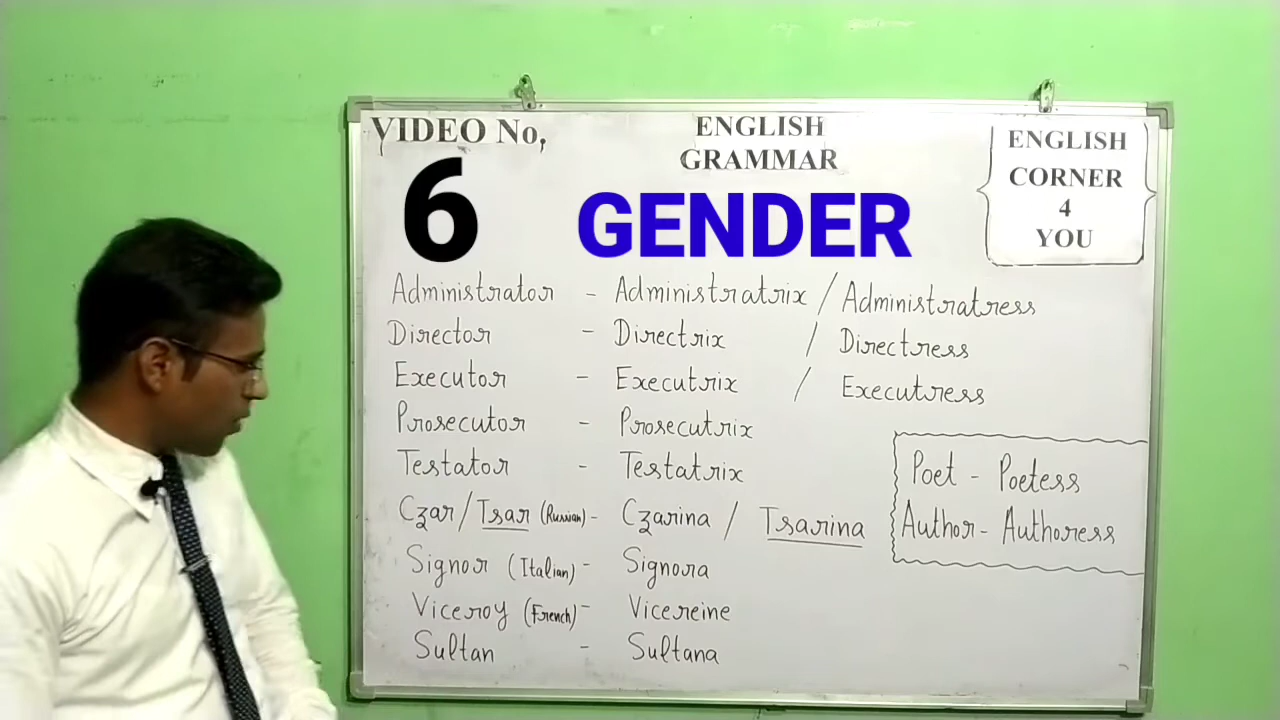 VIDEO No,
6
ENGLISH
GRAMMAR
GENDER
ENGLISH
CORNER
4
YOU
Administrator - Administratrix / Administratress
Director - Directrix / Directress
Executor - Executrix / Executress
Prosecutor - Prosecutrix
Testator - Testatrix
Czar / Tsar (Russian) - Czarina / Tsarina
Signor (Italian) - Signora
Viceroy (French) - Vicereine
Sultan - Sultana
Poet - Poetess
Author - Authoress